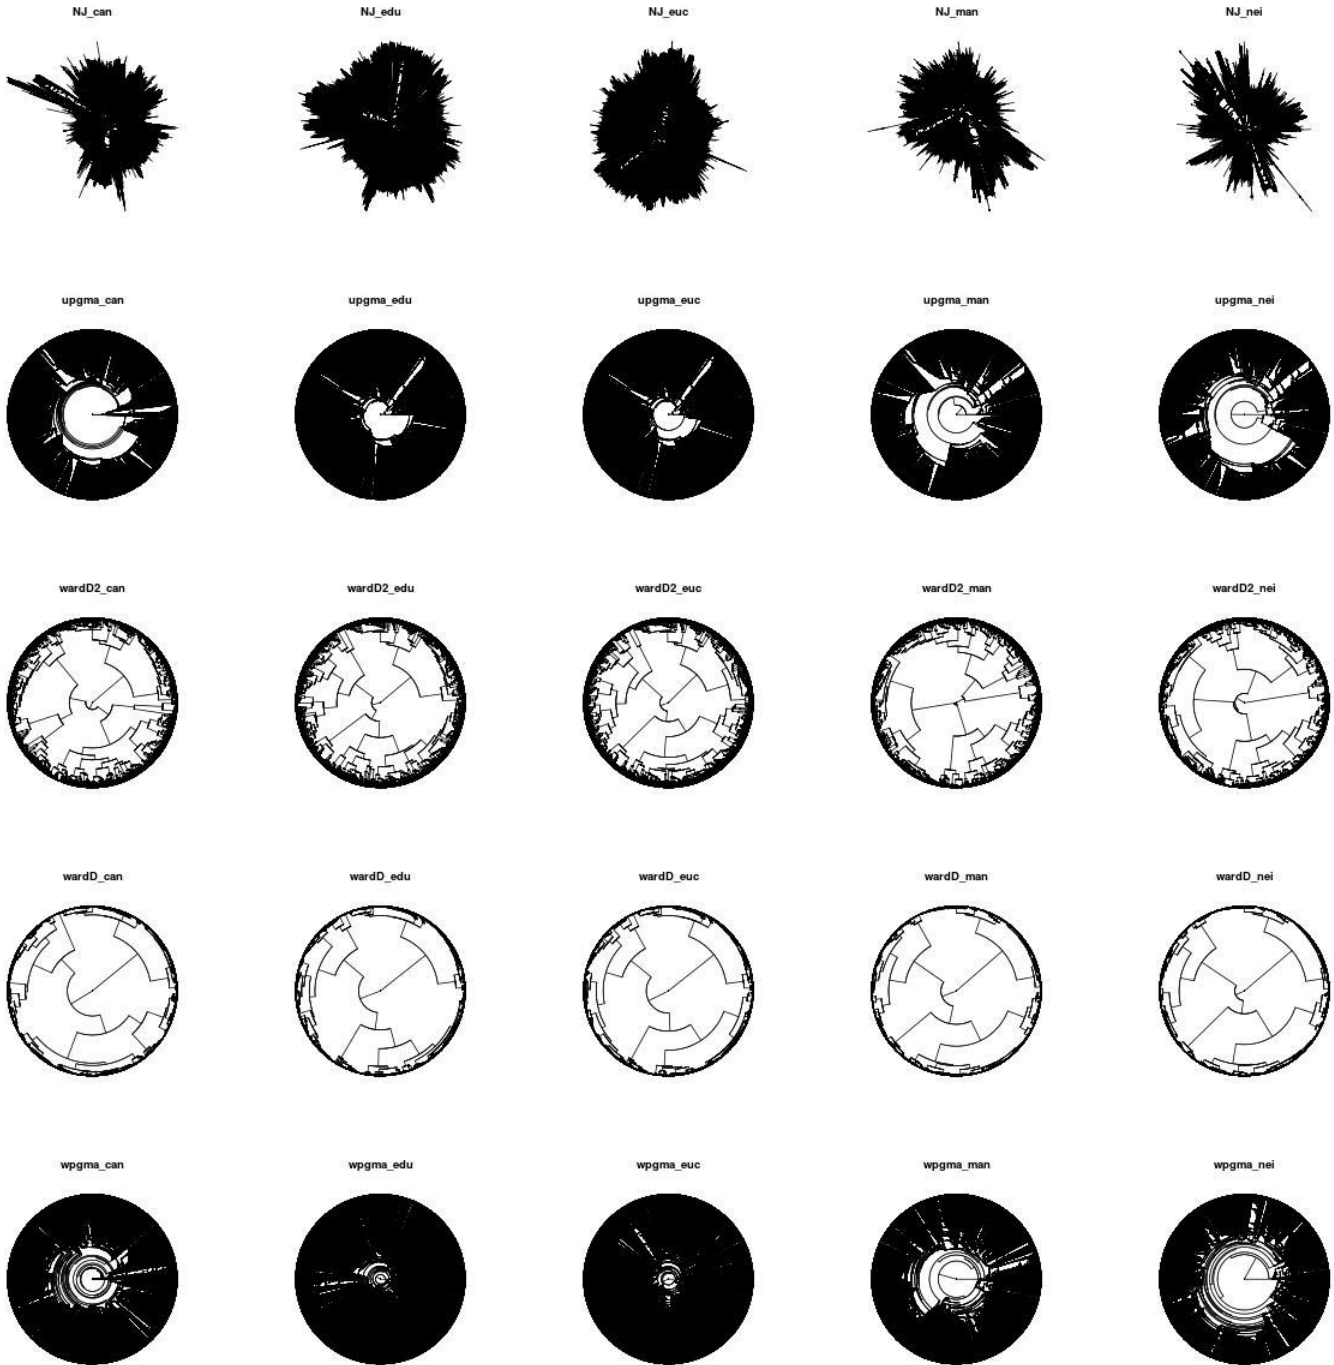 NJ_can NJ_edu NJ_euc NJ_man NJ_nei
upgma_can upgma_edu upgma_euc upgma_man upgma_nei
wardD2_can wardD2_edu wardD2_euc wardD2_man wardD2_nei
wardD_can wardD_edu wardD_euc wardD_man wardD_nei
wpgma_can wpgma_edu wpgma_euc wpgma_man wpgma_nei